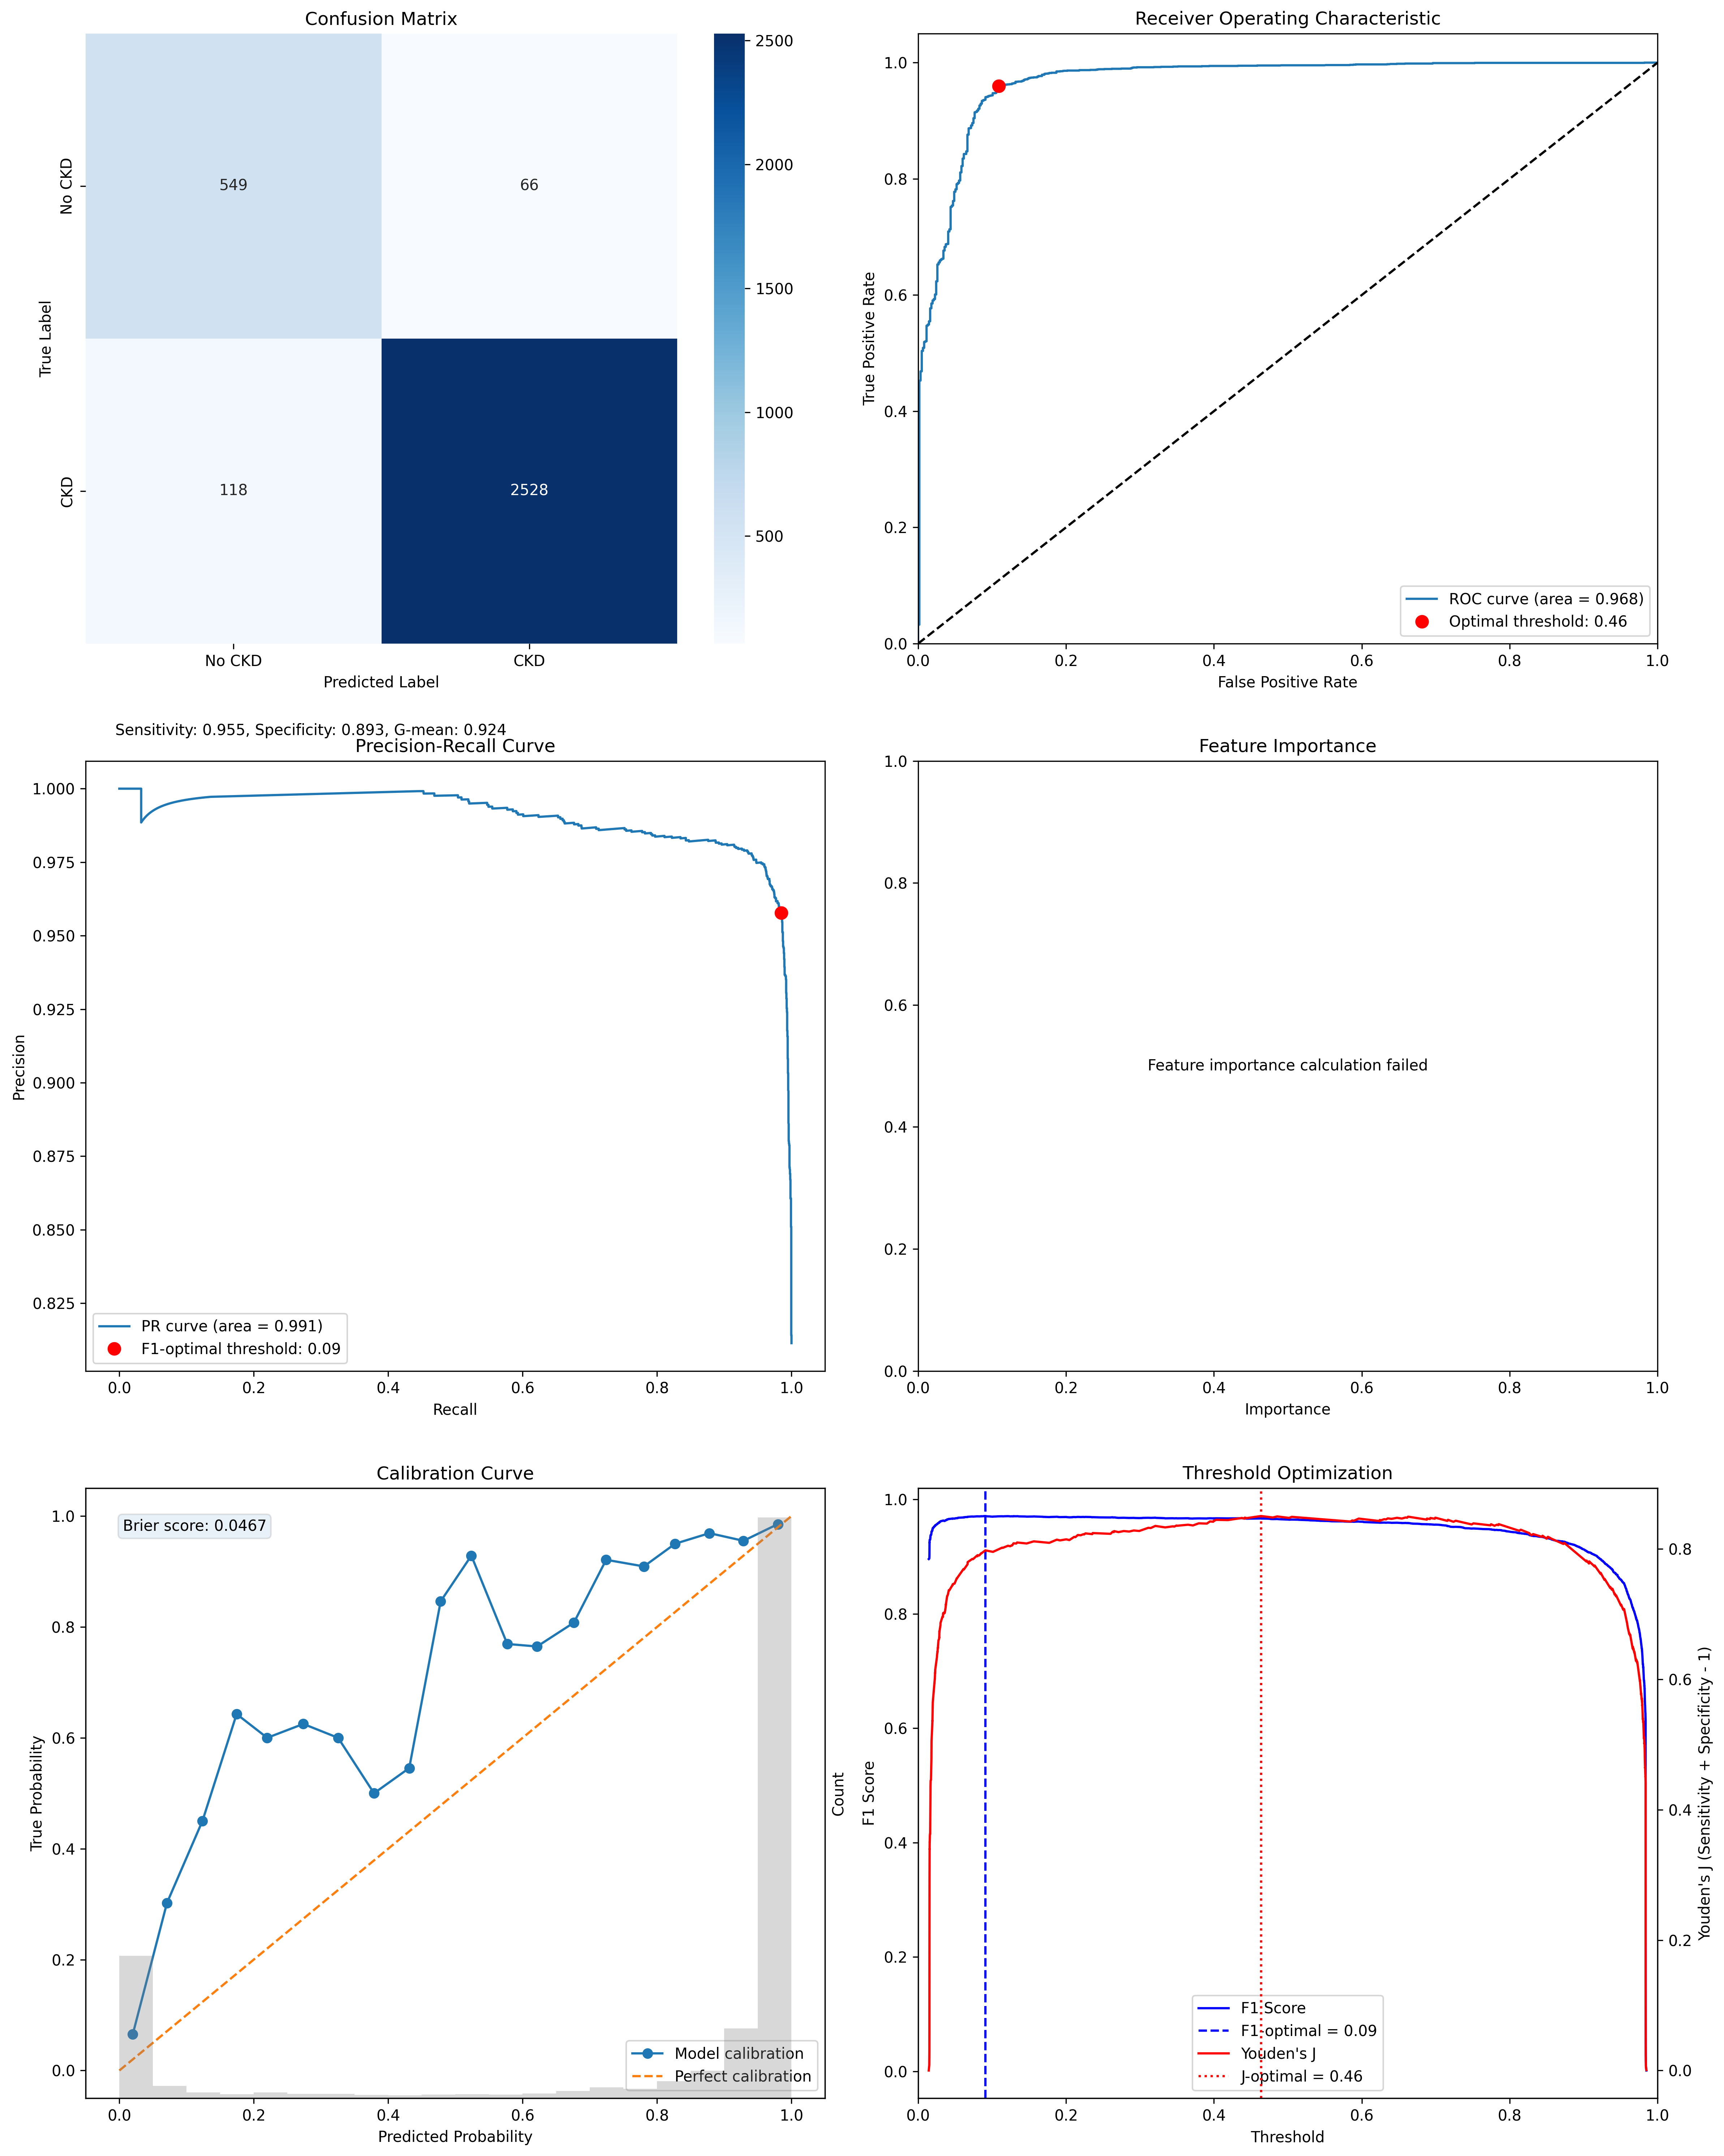 Confusion Matrix
No CKD
CKD
True Label
549
66
118
2528
No CKD
CKD
Predicted Label
2500
2000
1500
1000
500
Sensitivity: 0.955, Specificity: 0.893, G-mean: 0.924
Receiver Operating Characteristic
True Positive Rate
1.0
0.8
0.6
0.4
0.2
0.0
0.0
0.2
0.4
0.6
0.8
1.0
False Positive Rate
ROC curve (area = 0.968)
Optimal threshold: 0.46
Precision-Recall Curve
Precision
1.000
0.975
0.950
0.925
0.900
0.875
0.850
0.825
PR curve (area = 0.991)
F1-optimal threshold: 0.09
0.0
0.2
0.4
0.6
0.8
1.0
Recall
Feature Importance
1.0
0.8
0.6
0.4
0.2
0.0
Feature importance calculation failed
0.0
0.2
0.4
0.6
0.8
1.0
Importance
Calibration Curve
True Probability
1.0
0.8
0.6
0.4
0.2
0.0
Brier score: 0.0467
Model calibration
Perfect calibration
0.0
0.2
0.4
0.6
0.8
1.0
Predicted Probability
Count
Threshold Optimization
F1 Score
1.0
0.8
0.6
0.4
0.2
0.0
F1 Score
F1-optimal = 0.09
Youden's J
J-optimal = 0.46
0.0
0.2
0.4
0.6
0.8
1.0
Threshold
0.8
0.6
0.4
0.2
0.0
Youden's J (Sensitivity + Specificity - 1)